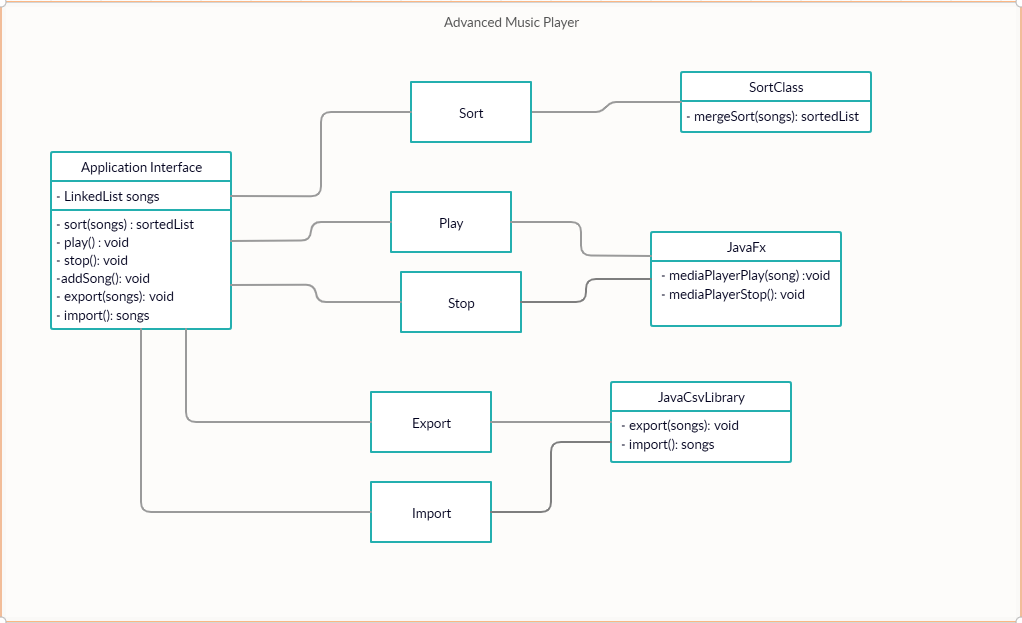 Advanced Music Player
Sort
SortClass
- mergeSort(songs): sortedList
Application Interface
- LinkedList songs
- sort(songs) : sortedList
- play() : void
- stop(): void
-addSong(): void
- export(songs): void
- import(): songs
Play
Stop
JavaFx
- mediaPlayerPlay(song) :void
- mediaPlayerStop(): void
Export
Import
JavaCsvLibrary
- export(songs): void
- import(): songs